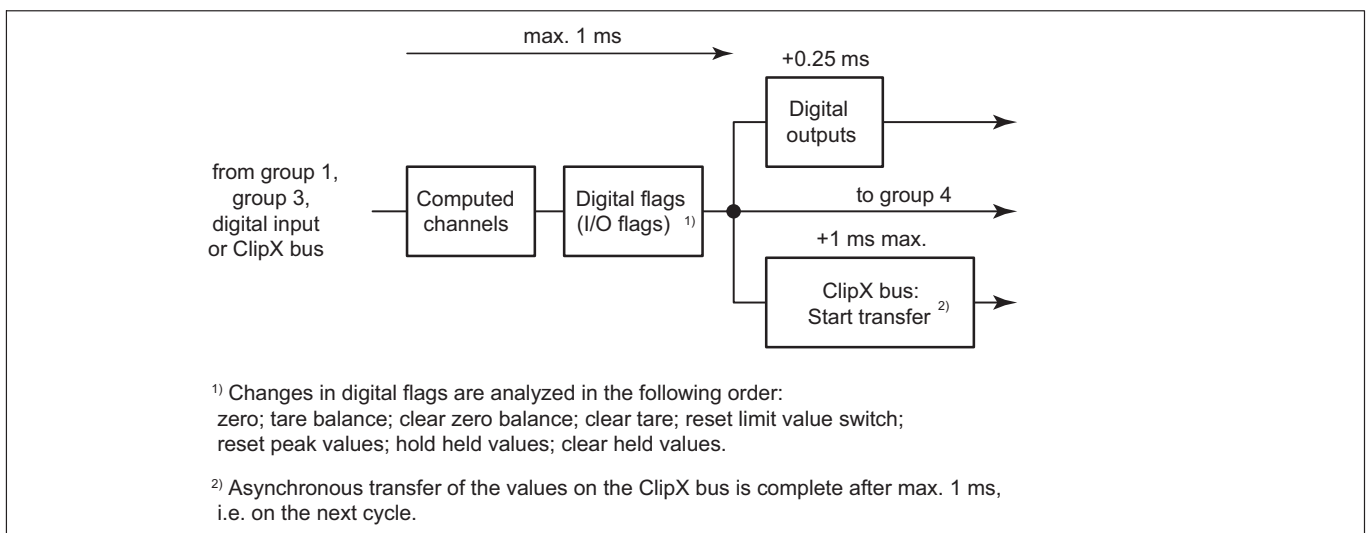 max. 1 ms
+0.25 ms
Digital
outputs
from group 1,
group 3,
digital input
or ClipX bus
Computed
channels
Digital flags
(I/O flags) 1)
to group 4
+1 ms max.
ClipX bus:
Start transfer 2)
1) Changes in digital flags are analyzed in the following order:
zero; tare balance; clear zero balance; clear tare; reset limit value switch;
reset peak values; hold held values; clear held values.
2) Asynchronous transfer of the values on the ClipX bus is complete after max. 1 ms,
i.e. on the next cycle.